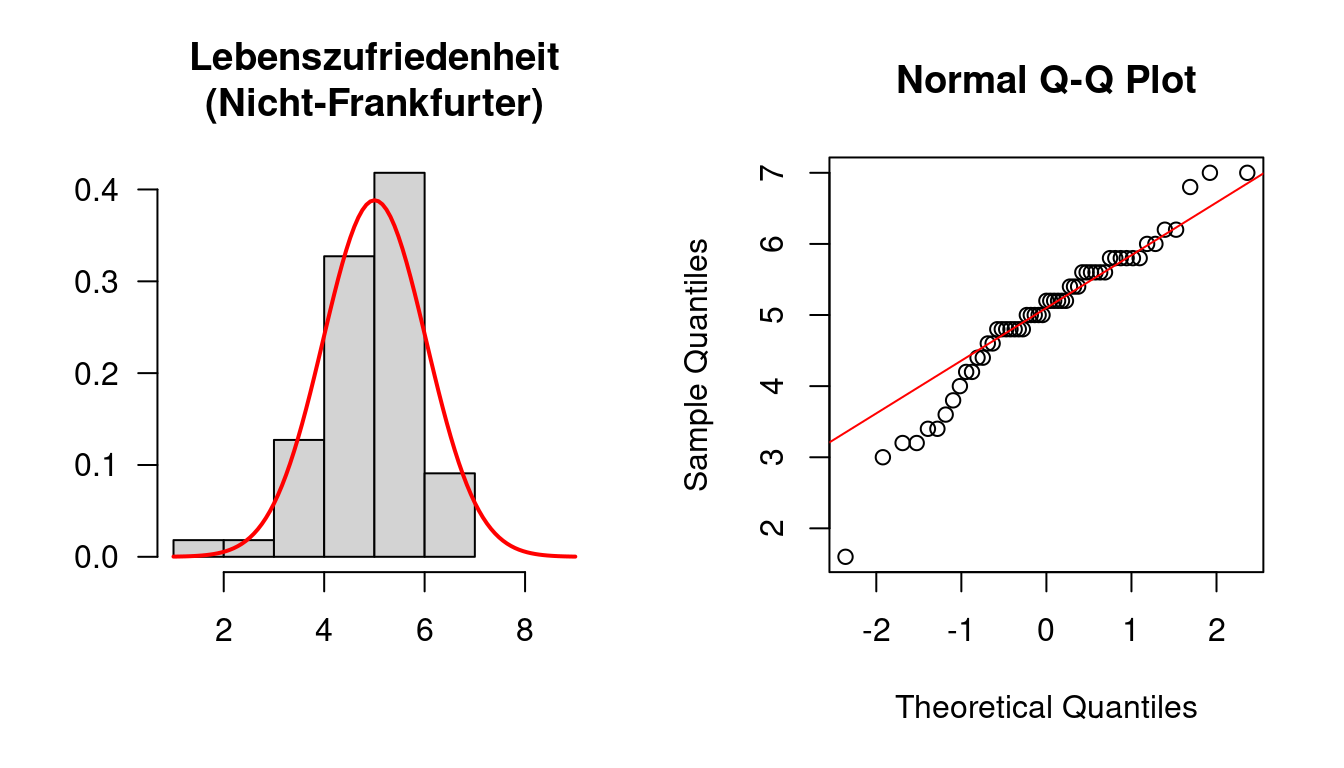 Lebenszufriedenheit
(Nicht-Frankfurter)
0.4
0.3
0.2
0.1
0.0
2 4 6 8
Normal Q-Q Plot
Sample Quantiles
7
6
5
4
3
2
-2 -1 0 1 2
Theoretical Quantiles